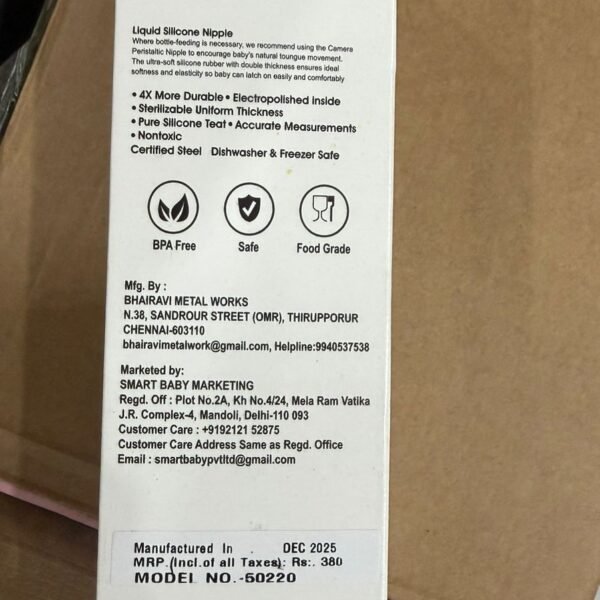 Liquid Silicone Nipple
Where bottle-feeding is necessary, we recommend using the Camera
Peristaltic Nipple to encourage baby's natural toungue movement.
The ultra-soft silicone rubber with double thickness ensures ideal
softness and elasticity so baby can latch on easily and comfortably
• 4X More Durable • Electropolished inside
• Sterilizable Uniform Thickness
• Pure Silicone Teat • Accurate Measurements
• Nontoxic
Certified Steel Dishwasher & Freezer Safe
BPA Free Safe Food Grade
Mfg. By :
BHAIRAVI METAL WORKS
N.38, SANDROUR STREET (OMR), THIRUPPORUR
CHENNAI-603110
bhairavimetalwork@gmail.com, Helpline:9940537538
Marketed by:
SMART BABY MARKETING
Regd. Off : Plot No.2A, Kh No.4/24, Mela Ram Vatika
J.R. Complex-4, Mandoli, Delhi-110 093
Customer Care : +9192121 52875
Customer Care Address Same as Regd. Office
Email : smartbabypvtltd@gmail.com
Manufactured In . DEC 2025
MRP.(Incl.of all Taxes): Rs:. 380
MODEL NO.-50220